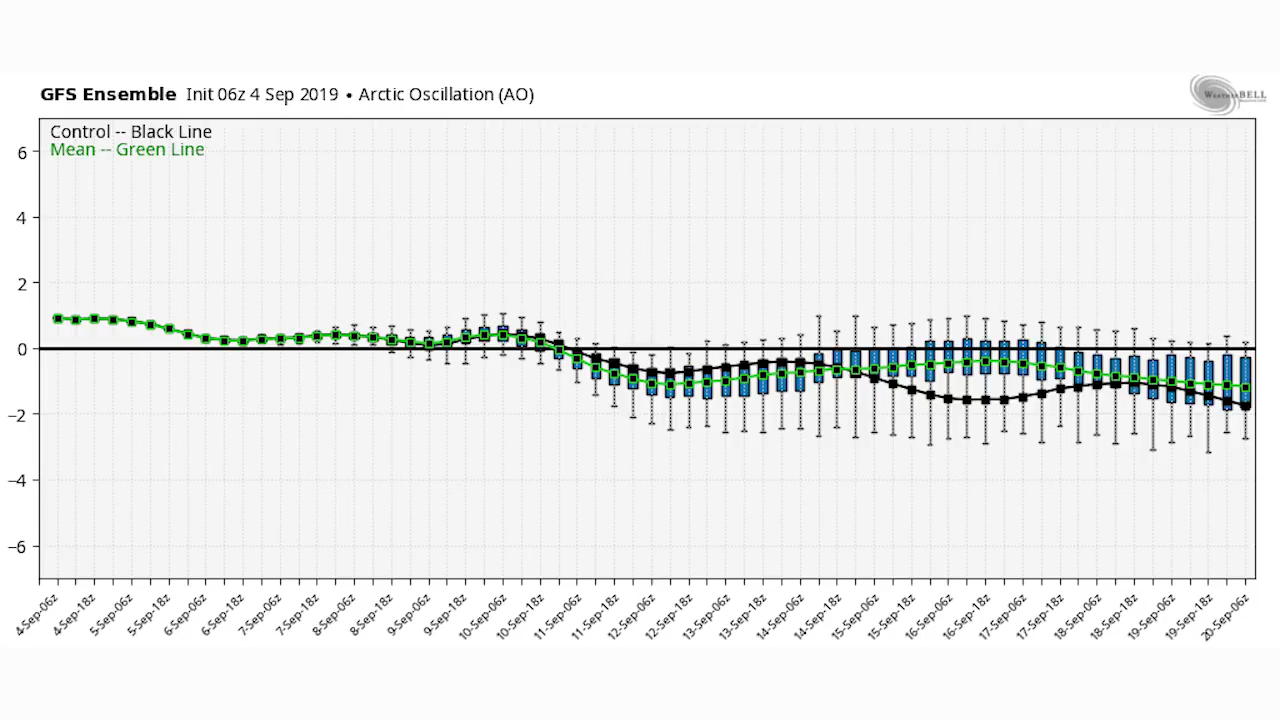 GFS Ensemble Init 06z 4 Sep 2019 • Arctic Oscillation (AO)
WeatherBELL
Control -- Black Line
Mean -- Green Line
6
4
2
0
−2
−4
−6
4-Sep-06z
4-Sep-18z
5-Sep-06z
5-Sep-18z
6-Sep-06z
6-Sep-18z
7-Sep-06z
7-Sep-18z
8-Sep-06z
8-Sep-18z
9-Sep-06z
9-Sep-18z
10-Sep-06z
10-Sep-18z
11-Sep-06z
11-Sep-18z
12-Sep-06z
12-Sep-18z
13-Sep-06z
13-Sep-18z
14-Sep-06z
14-Sep-18z
15-Sep-06z
15-Sep-18z
16-Sep-06z
16-Sep-18z
17-Sep-06z
17-Sep-18z
18-Sep-06z
18-Sep-18z
19-Sep-06z
19-Sep-18z
20-Sep-06z